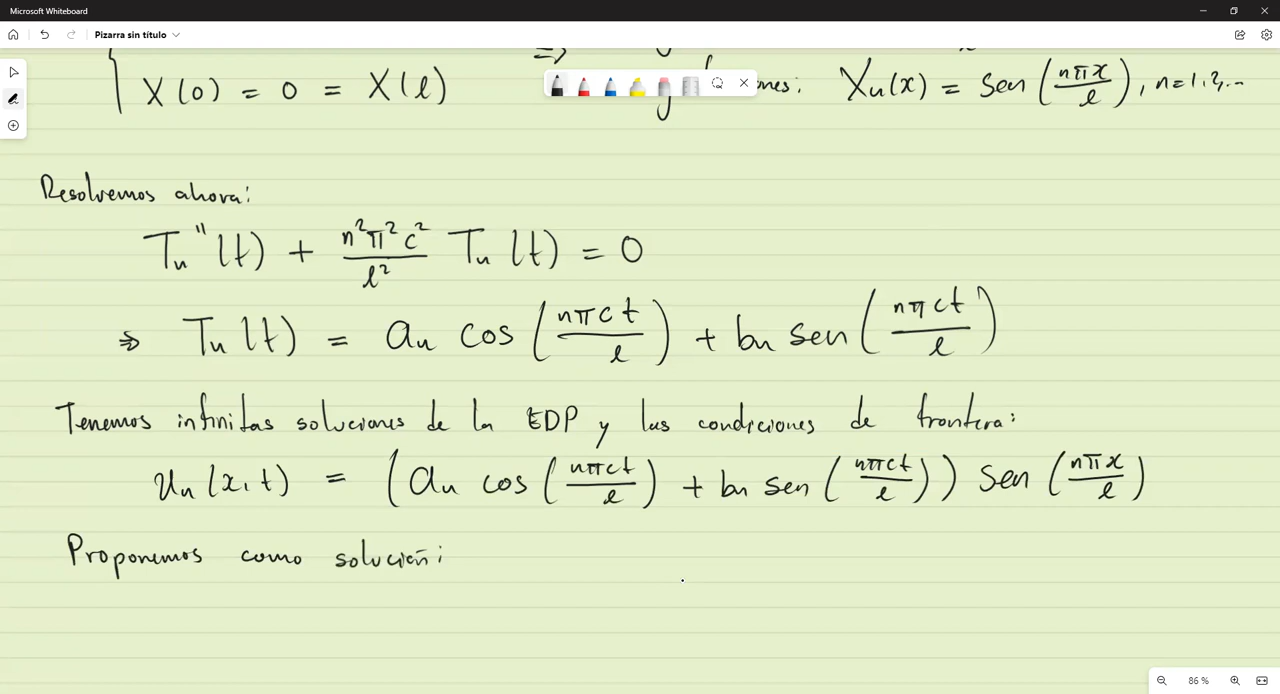 Microsoft Whiteboard
Pizarra sin título
X(0) = 0 = X(l) ⇒ y nes: Xn(x) = Sen (nπx/l), n=1,2,...
Resolvemos ahora:
Tn''(t) + n²π²c²/l² Tn(t) = 0
⇒ Tn(t) = an cos (nπct/l) + bn sen (nπct/l)
Tenemos infinitas soluciones de la EDP y las condiciones de frontera:
un(x,t) = (an cos (nπct/l) + bn sen (nπct/l)) Sen (nπx/l)
Proponemos como solución:
86 %